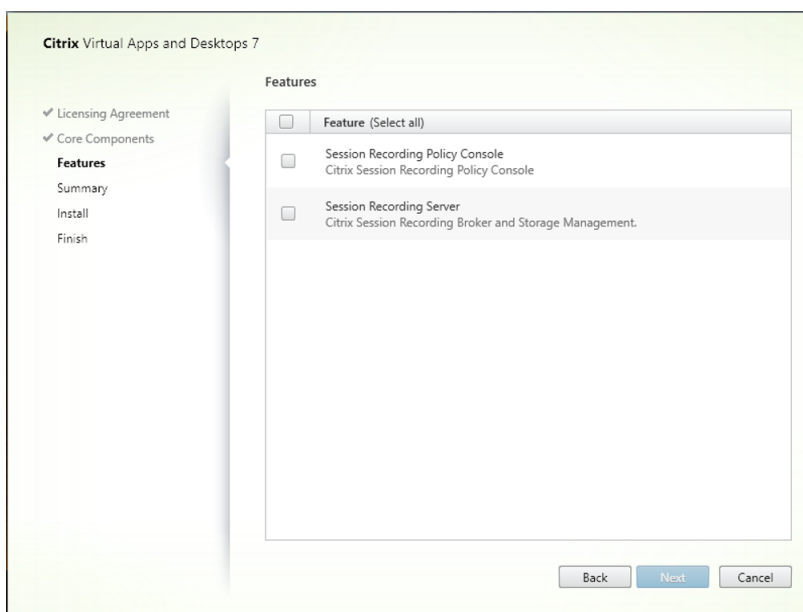 Citrix Virtual Apps and Desktops 7
Features
Licensing Agreement
Core Components
Features
Summary
Install
Finish
Feature (Select all)
Session Recording Policy Console
Citrix Session Recording Policy Console
Session Recording Server
Citrix Session Recording Broker and Storage Management.
Back Next Cancel